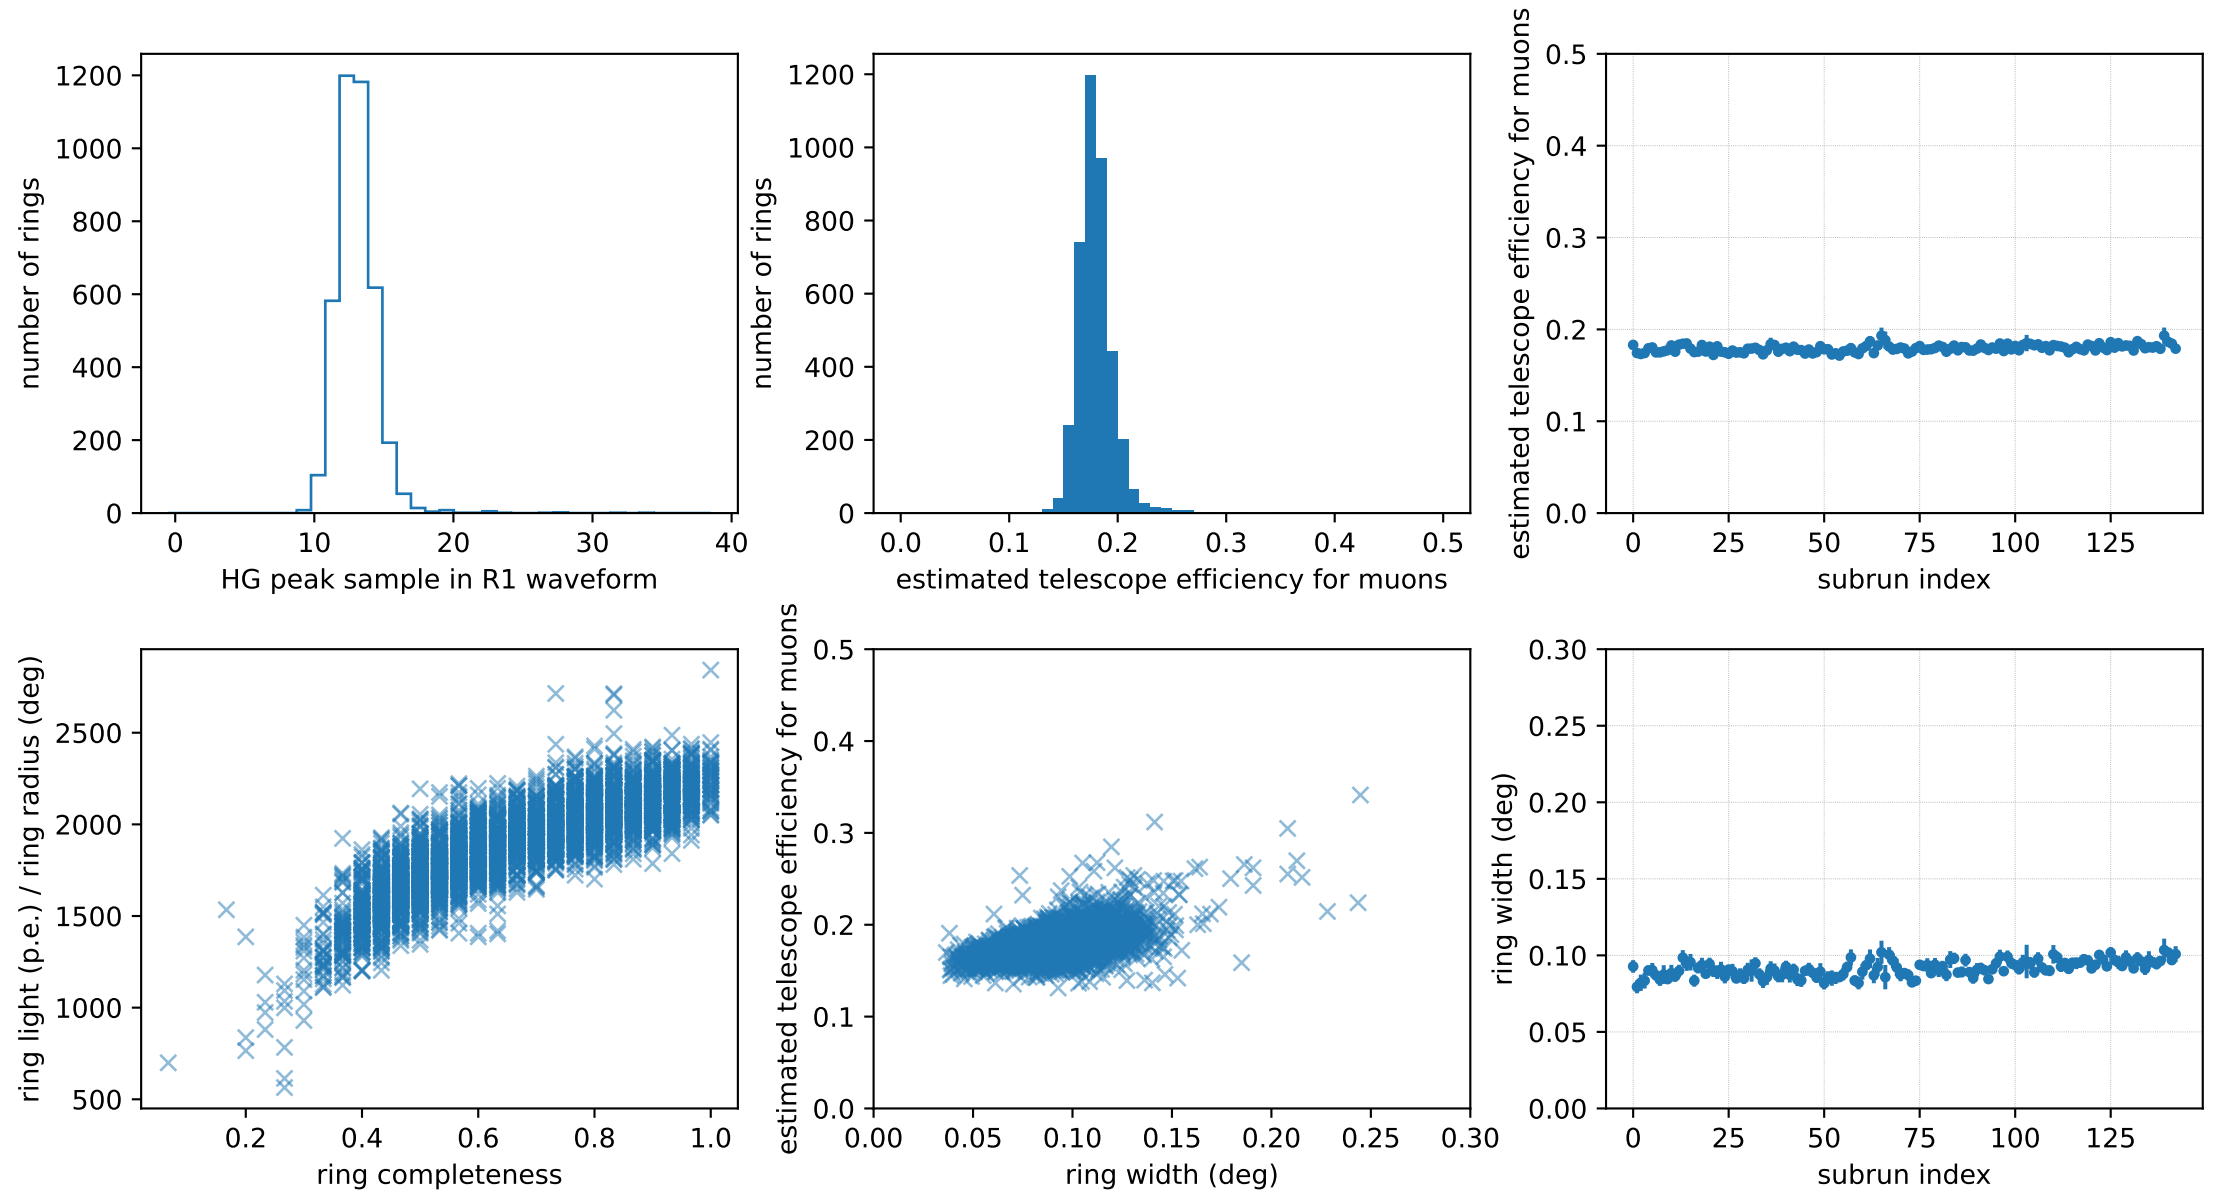 number of rings
1200
1000
800
600
400
200
0
0 10 20 30 40
HG peak sample in R1 waveform
number of rings
1200
1000
800
600
400
200
0
0.0 0.1 0.2 0.3 0.4 0.5
estimated telescope efficiency for muons
estimated telescope efficiency for muons
0.5
0.4
0.3
0.2
0.1
0.0
0 25 50 75 100 125
subrun index
ring light (p.e.) / ring radius (deg)
2500
2000
1500
1000
500
0.2 0.4 0.6 0.8 1.0
ring completeness
estimated telescope efficiency for muons
0.5
0.4
0.3
0.2
0.1
0.0
0.00 0.05 0.10 0.15 0.20 0.25 0.30
ring width (deg)
ring width (deg)
0.30
0.25
0.20
0.15
0.10
0.05
0.00
0 25 50 75 100 125
subrun index